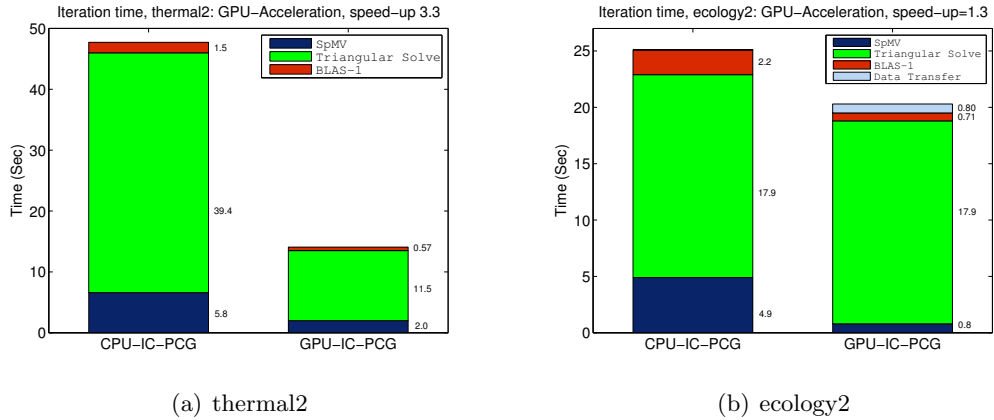 Iteration time, thermal2: GPU−Acceleration, speed−up 3.3
50
40
30
20
10
0
Time (Sec)
SpMV
Triangular Solve
BLAS−1
1.5
39.4
5.8
0.57
11.5
2.0
CPU−IC−PCG
GPU−IC−PCG
(a) thermal2
Iteration time, ecology2: GPU−Acceleration, speed−up=1.3
25
20
15
10
5
0
Time (Sec)
SpMV
Triangular Solve
BLAS−1
Data Transfer
2.2
17.9
4.9
0.80
0.71
17.9
0.8
CPU−IC−PCG
GPU−IC−PCG
(b) ecology2